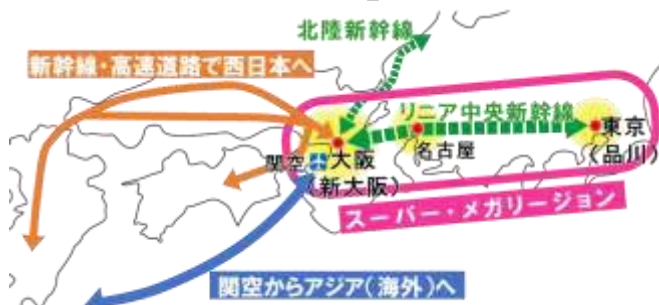 北陸新幹線
新幹線・高速道路で西日本へ
リニア中央新幹線
東京
(品川)
名古屋
関空
大阪
(新大阪)
スーパー・メガリージョン
関空からアジア(海外)へ